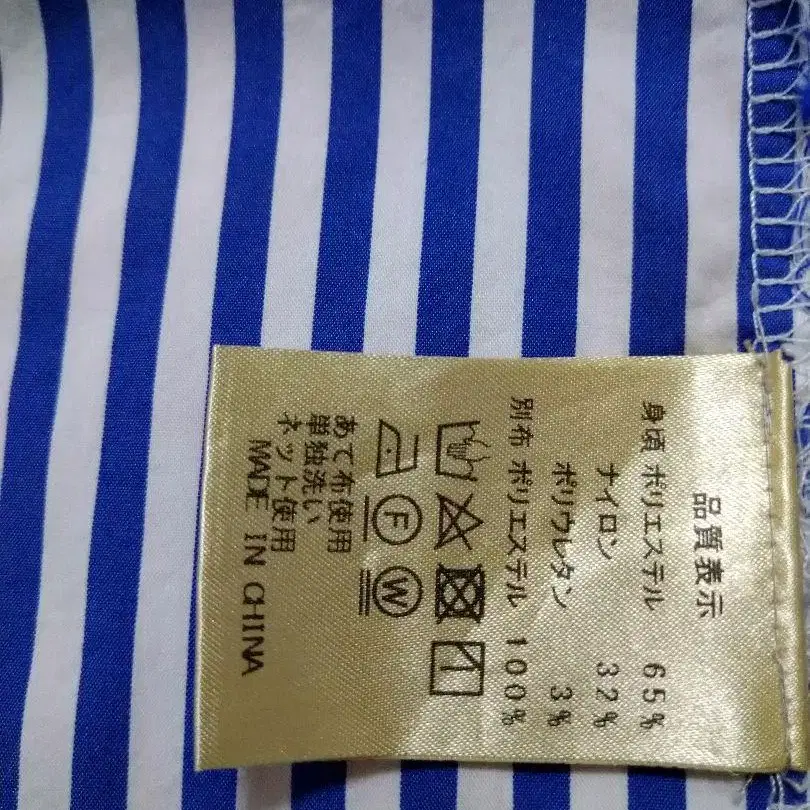 品質表示
身頃 ポリエステル 65%
ナイロン 32%
ポリウレタン 3%
別布 ポリエステル 100%
F W
あて布使用
単独洗い
ネット使用
MADE IN CHINA